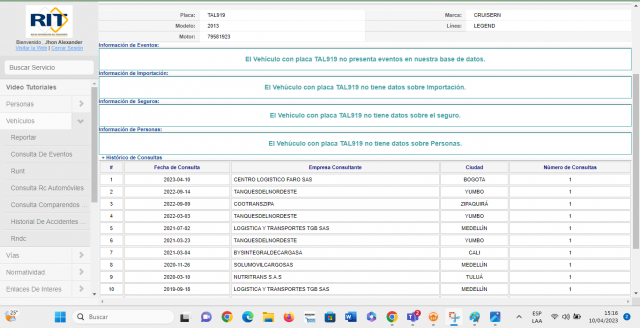 RIT
Bienvenido, Jhon Alexander
Visitar la Web | Cerrar Sesión
Buscar Servicio
Video Tutoriales
Personas
Vehículos
Reportar
Consulta De Eventos
Runt
Consulta Rc Automóviles
Consulta Comparendos ...
Historial De Accidentes ...
Rndc
Vías
Normatividad
Enlaces De Interes
Placa: TAL919 Marca: CRUISERN
Modelo: 2013 Línea: LEGEND
Motor: 79581923
Información de Eventos:
El Vehículo con placa TAL919 no presenta eventos en nuestra base de datos.
Información de Importación:
El Vehículo con placa TAL919 no tiene datos sobre Importación.
Información de Seguros:
El Vehículo con placa TAL919 no tiene datos sobre el seguro.
Información de Personas:
El Vehículo con placa TAL919 no tiene datos sobre Personas.
+ Histórico de Consultas
# Fecha de Consulta Empresa Consultante Ciudad Número de Consultas
1 2023-04-10 CENTRO LOGISTICO FARO SAS BOGOTA 1
2 2022-09-14 TANQUESDELNORDESTE YUMBO 1
3 2022-09-09 COOTRANSZIPA ZIPAQUIRÁ 1
4 2022-03-03 TANQUESDELNORDESTE YUMBO 1
5 2021-07-02 LOGISTICA Y TRANSPORTES TGB SAS MEDELLÍN 1
6 2021-03-23 TANQUESDELNORDESTE YUMBO 1
7 2021-03-04 BYSINTEGRALDECARGASA CALI 1
8 2020-11-26 SOLUMOVILCARGOSAS MEDELLÍN 1
9 2020-03-10 NUTRITRANS S.A.S TULUÁ 1
10 2019-09-18 LOGISTICA Y TRANSPORTES TGB SAS MEDELLÍN 1
25°
Buscar
ESP
LAA
15:16
10/04/2023